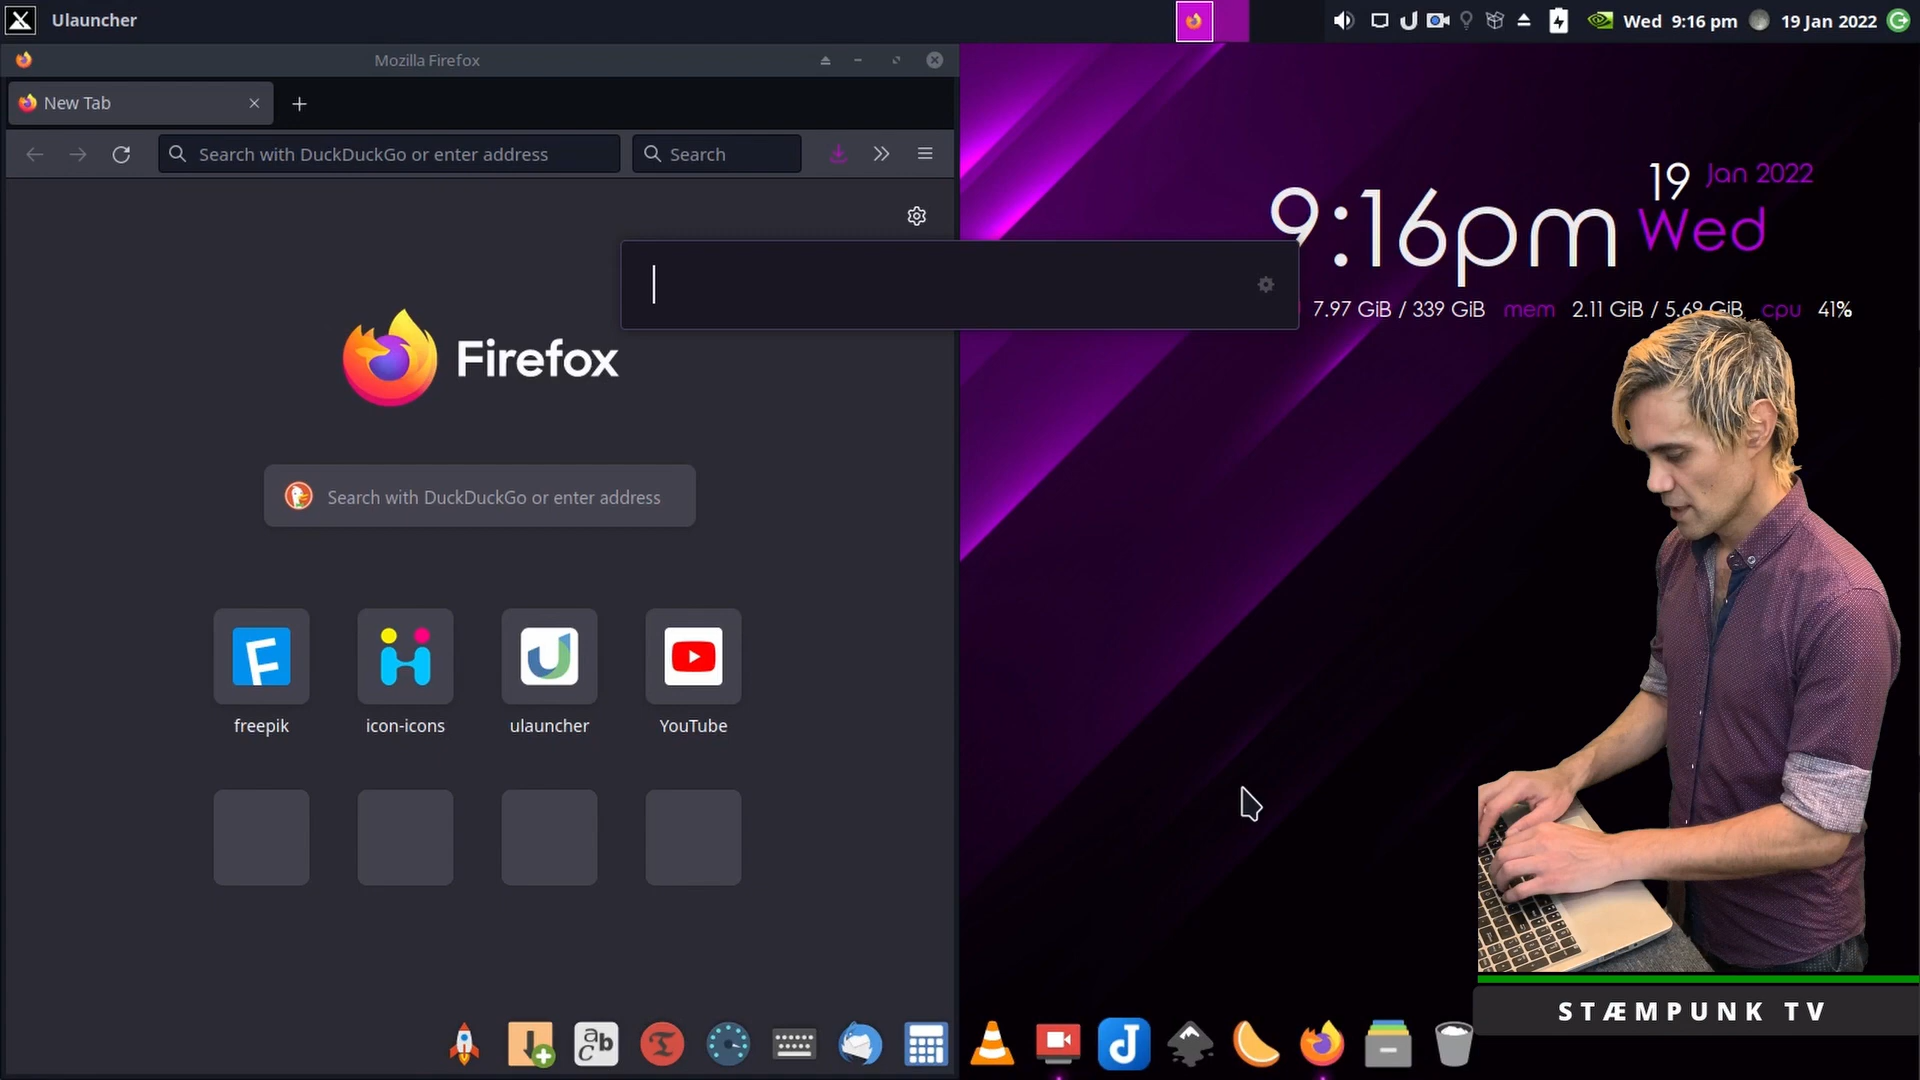 Ulauncher
Wed 9:16 pm 19 Jan 2022
Mozilla Firefox
New Tab
Search with DuckDuckGo or enter address
Search
19 Jan 2022
9:16pm Wed
7.97 GiB / 339 GiB mem 2.11 GiB / 5.69 GiB cpu 41%
Firefox
Search with DuckDuckGo or enter address
freepik
icon-icons
ulauncher
YouTube
STÆMPUNK TV